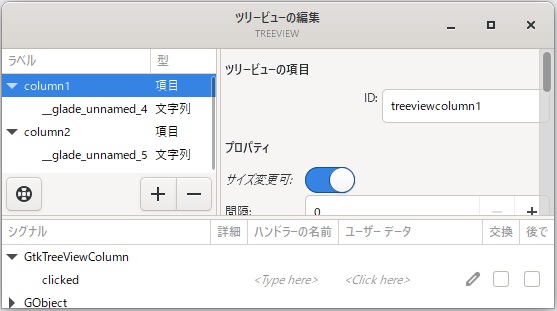 ツリービューの編集
TREEVIEW
ラベル 型
column1 項目
__glade_unnamed_4 文字列
column2 項目
__glade_unnamed_5 文字列
ツリービューの項目
ID: treeviewcolumn1
プロパティ
サイズ変更可:
間隔: 0
シグナル 詳細 ハンドラーの名前 ユーザー データ 交換 後で
GtkTreeViewColumn
clicked <Type here> <Click here>
GObject